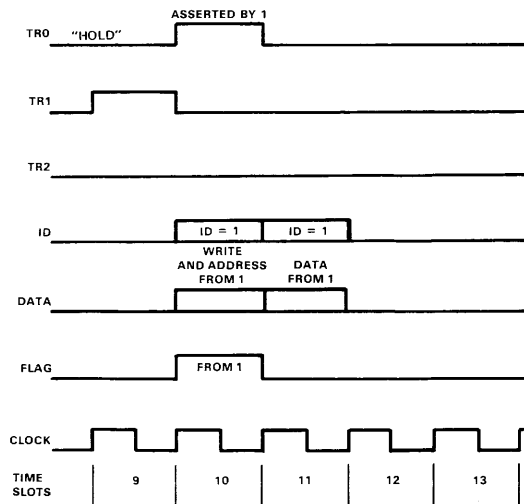 ASSERTED BY 1
TR0 "HOLD"
TR1
TR2
ID ID = 1 ID = 1
WRITE
AND ADDRESS DATA
FROM 1 FROM 1
DATA
FLAG FROM 1
CLOCK
TIME
SLOTS 9 10 11 12 13